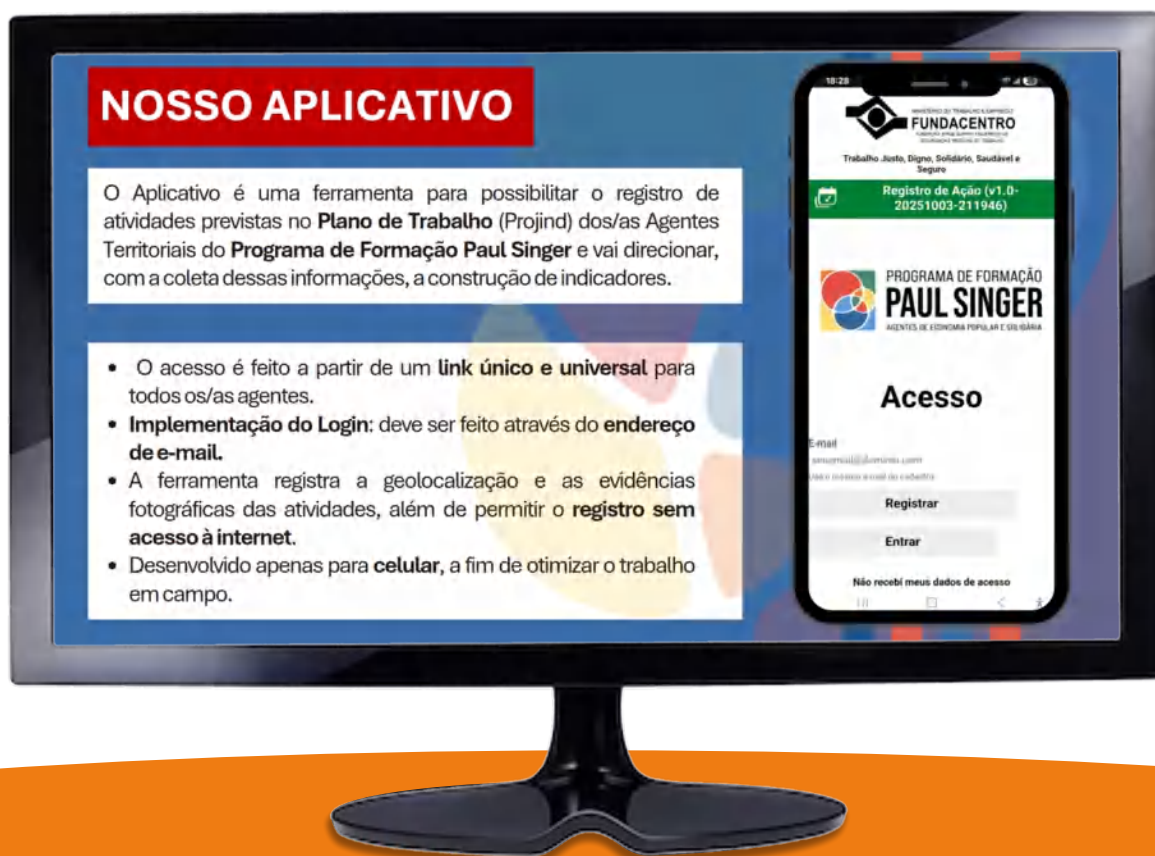 NOSSO APLICATIVO
O Aplicativo é uma ferramenta para possibilitar o registro de
atividades previstas no Plano de Trabalho (Projind) dos/as Agentes
Territoriais do Programa de Formação Paul Singer e vai direcionar,
com a coleta dessas informações, a construção de indicadores.
• O acesso é feito a partir de um link único e universal para
todos os/as agentes.
• Implementação do Login: deve ser feito através do endereço
de e-mail.
• A ferramenta registra a geolocalização e as evidências
fotográficas das atividades, além de permitir o registro sem
acesso à internet.
• Desenvolvido apenas para celular, a fim de otimizar o trabalho
em campo.
18:28
FUNDACENTRO
Trabalho Justo, Digno, Solidário, Saudável e
Seguro
Registro de Ação (v1.0-
20251003-211946)
PROGRAMA DE FORMAÇÃO
PAUL SINGER
AGENTES DE ECONOMIA POPULAR E SOLIDÁRIA
Acesso
E-mail
Registrar
Entrar
Não recebi meus dados de acesso